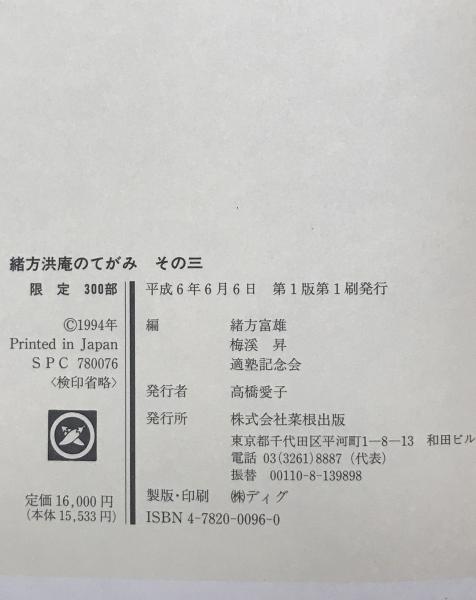 緒方洪庵のてがみ その三
限定 300部
©1994年
Printed in Japan
SPC 780076
〈検印省略〉
定価 16,000円
(本体 15,533円)
平成6年6月6日 第1版第1刷発行
編 緒方富雄
梅溪 昇
適塾記念会
発行者 高橋愛子
発行所 株式会社菜根出版
東京都千代田区平河町1―8―13 和田ビル
電話 03(3261)8887(代表)
振替 00110-8-139898
製版・印刷 ㈱ディグ
ISBN 4-7820-0096-0